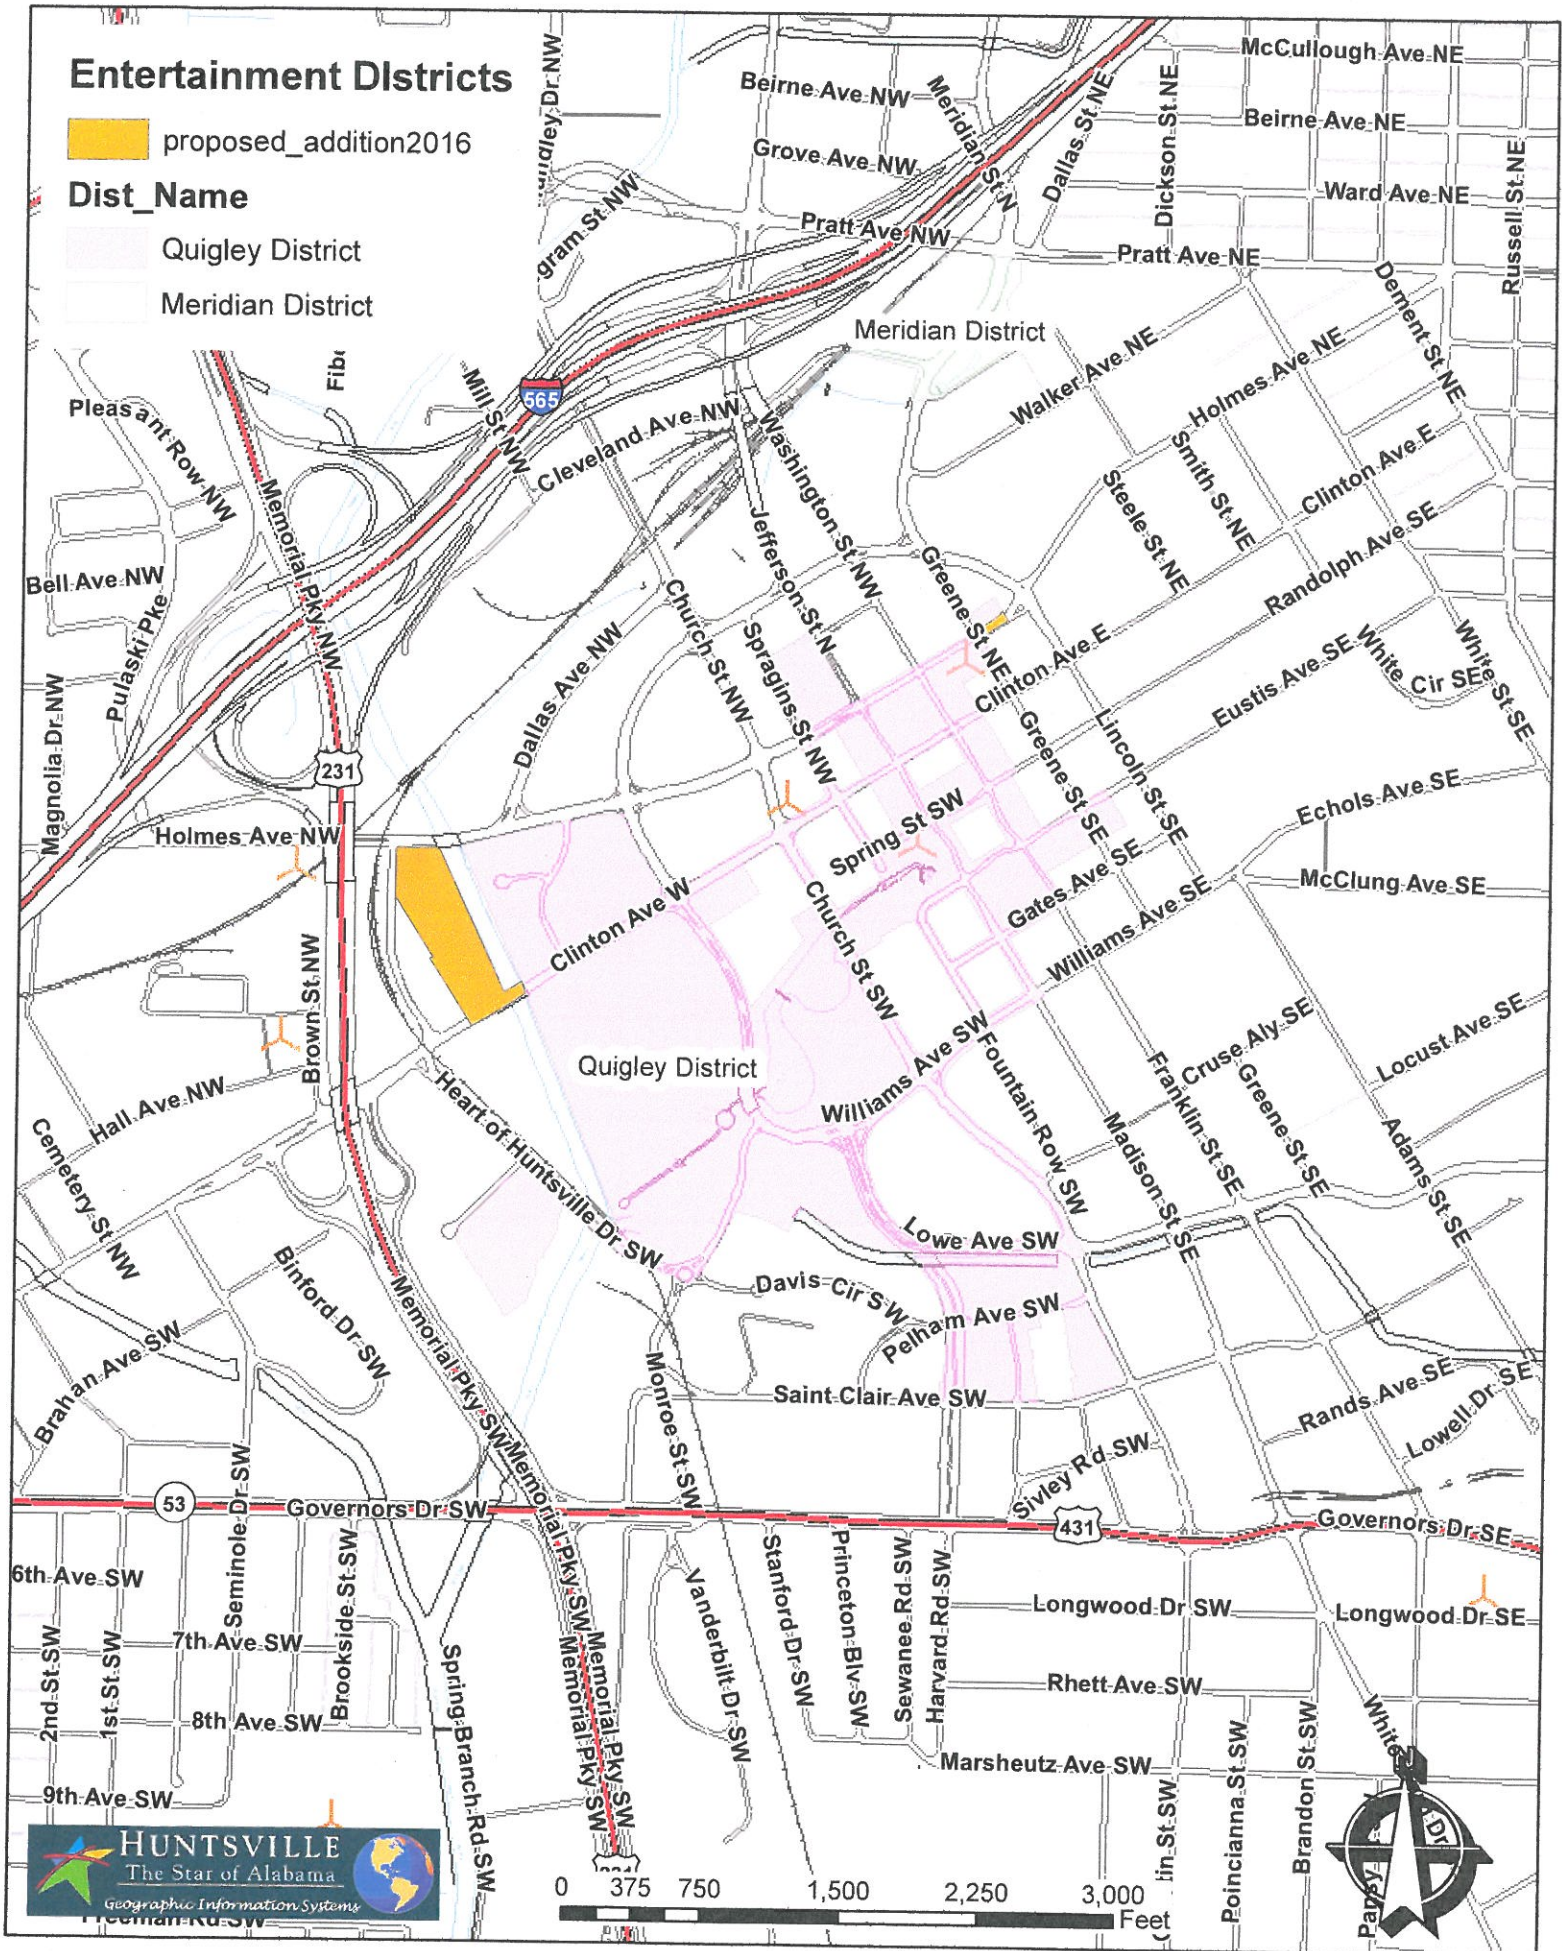 Entertainment DIstricts
proposed_addition2016
Dist_Name
Quigley District
Meridian District
McCullough Ave NE
Beirne Ave NW
Meridian St N
Dallas St NE
Dickson St NE
Beirne Ave NE
Grove Ave NW
Ward Ave NE
Russell St NE
Pratt Ave NW
Pratt Ave NE
Dement St NE
Meridian District
Walker Ave NE
Holmes Ave NE
565
Mill St NW
Cleveland Ave NW
Washington St NW
Smith St NE
Clinton Ave E
Pleasant Row NW
Memorial Pky NW
Steele St NE
Randolph Ave SE
Jefferson St N
Greene St NE
Bell Ave NW
Pulaski Pke
Church St NW
Spragins St NW
Clinton Ave E
Eustis Ave SE
White Cir SE
White St SE
Magnolia Dr NW
Dallas Ave NW
231
Greene St SE
Lincoln St SE
Echols Ave SE
Holmes Ave NW
Spring St SW
Gates Ave SE
McClung Ave SE
Clinton Ave W
Church St SW
Williams Ave SE
Brown St NW
Quigley District
Williams Ave SW
Fountain Row SW
Cruse Aly SE
Locust Ave SE
Hall Ave NW
Heart of Huntsville Dr SW
Madison St SE
Franklin St SE
Greene St SE
Adams St SE
Cemetery St NW
Lowe Ave SW
Binford Dr SW
Davis Cir SW
Pelham Ave SW
Brahan Ave SW
Memorial Pky SW
Monroe St SW
Saint Clair Ave SW
Rands Ave SE
Lowell Dr SE
Sivley Rd SW
53
Governors Dr SW
Memorial Pky SW
431
Governors Dr SE
6th Ave SW
Seminole Dr SW
Brookside St SW
Vanderbilt Dr SW
Stanford Dr SW
Princeton Blv SW
Sewanee Rd SW
Harvard Rd SW
Longwood Dr SW
Longwood Dr SE
2nd St SW
1st St SW
7th Ave SW
Rhett Ave SW
8th Ave SW
Spring Branch Rd SW
Memorial Pky SW
Memorial Pky SW
Marsheutz Ave SW
9th Ave SW
Poincianna St SW
Brandon St SW
White
Dr
HUNTSVILLE
The Star of Alabama
Geographic Information Systems
0 375 750 1,500 2,250 3,000
Feet